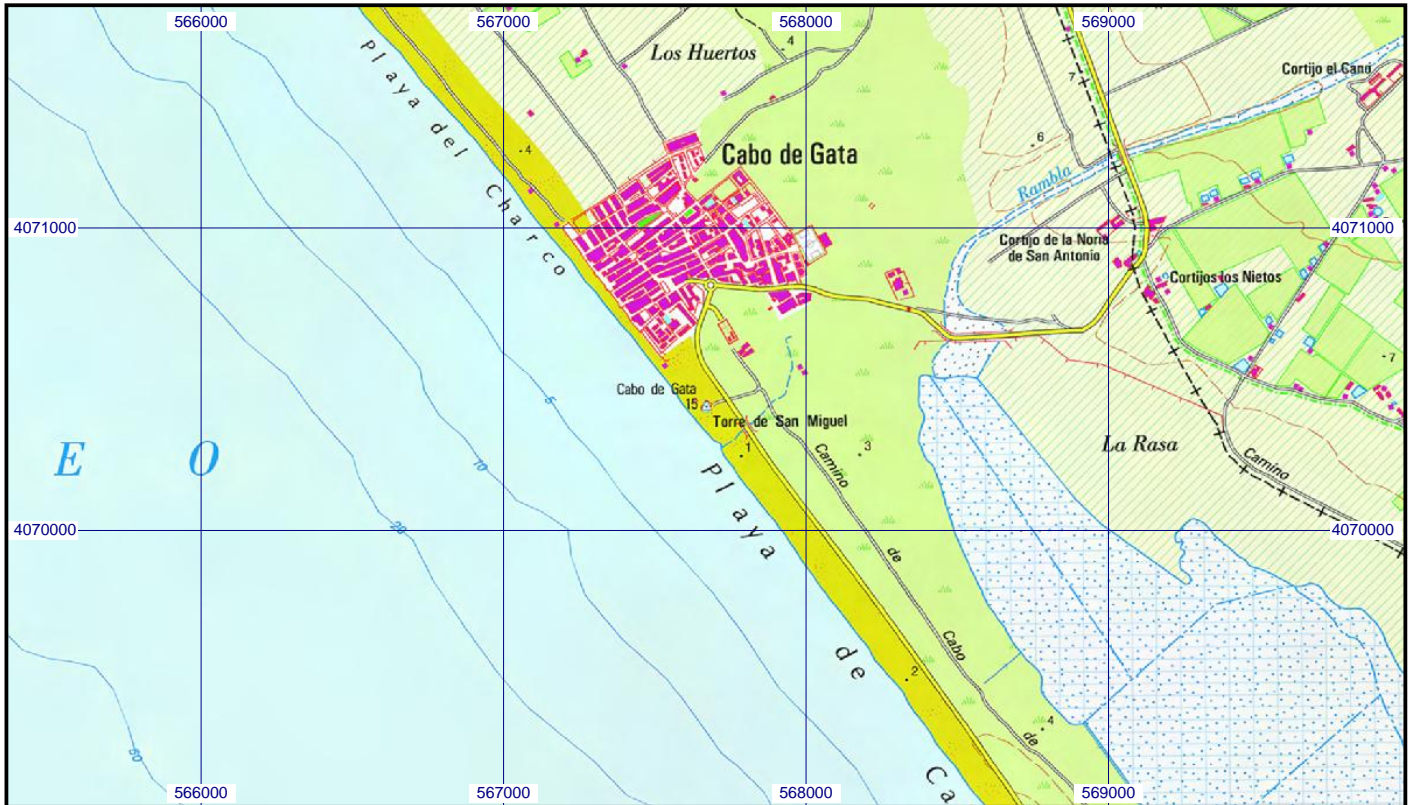 566000
567000
568000
569000
Playa del Charco
4
Los Huertos
4
7
6
Cortijo el Cano
Cabo de Gata
Rambla
4071000
4071000
Cortijo de la Noria
de San Antonio
Cortijos los Nietos
7
Cabo de Gata
15
Torre de San Miguel
1
3
5
10
20
E O
La Rasa
Camino
Camino de Cabo de
Playa de Ca
4070000
4070000
2
4
50
566000
567000
568000
569000